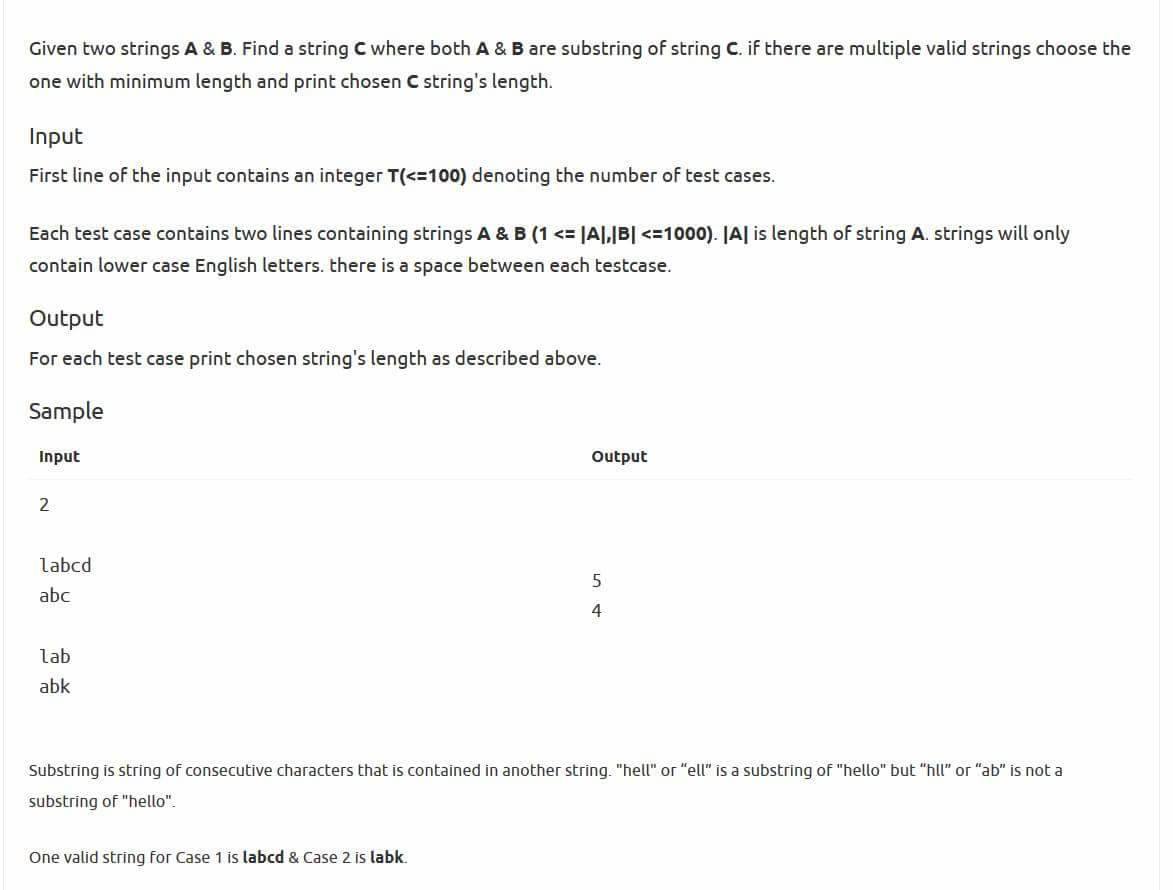 Given two strings A & B. Find a string C where both A & B are substring of string C. if there are multiple valid strings choose the
one with minimum length and print chosen C string's length.
Input
First line of the input contains an integer T(<=100) denoting the number of test cases.
Each test case contains two lines containing strings A & B (1 <= |A|,|B| <=1000). |A| is length of string A. strings will only
contain lower case English letters. there is a space between each testcase.
Output
For each test case print chosen string's length as described above.
Sample
Input Output
2
labcd
abc
lab
abk
5
4
Substring is string of consecutive characters that is contained in another string. "hell" or “ell” is a substring of "hello" but “hll” or “ab” is not a
substring of "hello".
One valid string for Case 1 is labcd & Case 2 is labk.